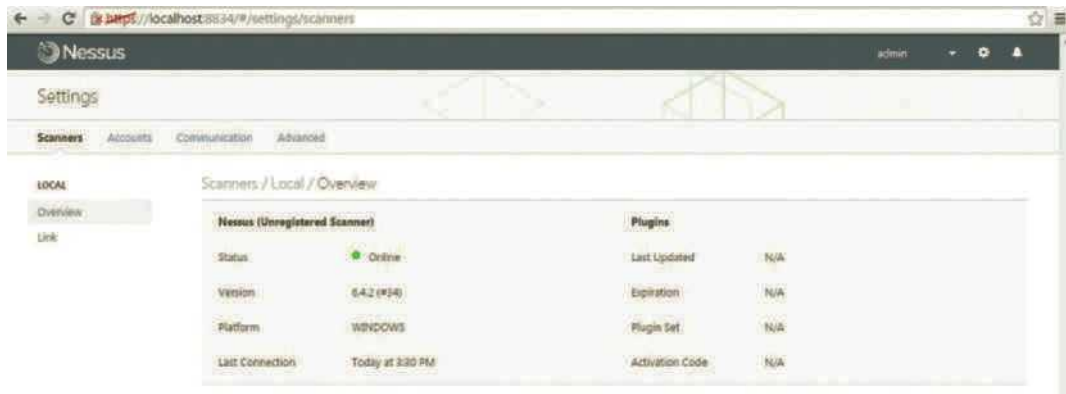 https://localhost:8834/#/settings/scanners
Nessus
admin
Settings
Scanners Accounts Communication Advanced
LOCAL
Overview
Link
Scanners / Local / Overview
Nessus (Unregistered Scanner)
Status Online
Version 6.4.2 (#34)
Platform WINDOWS
Last Connection Today at 3:30 PM
Plugins
Last Updated N/A
Expiration N/A
Plugin Set N/A
Activation Code N/A